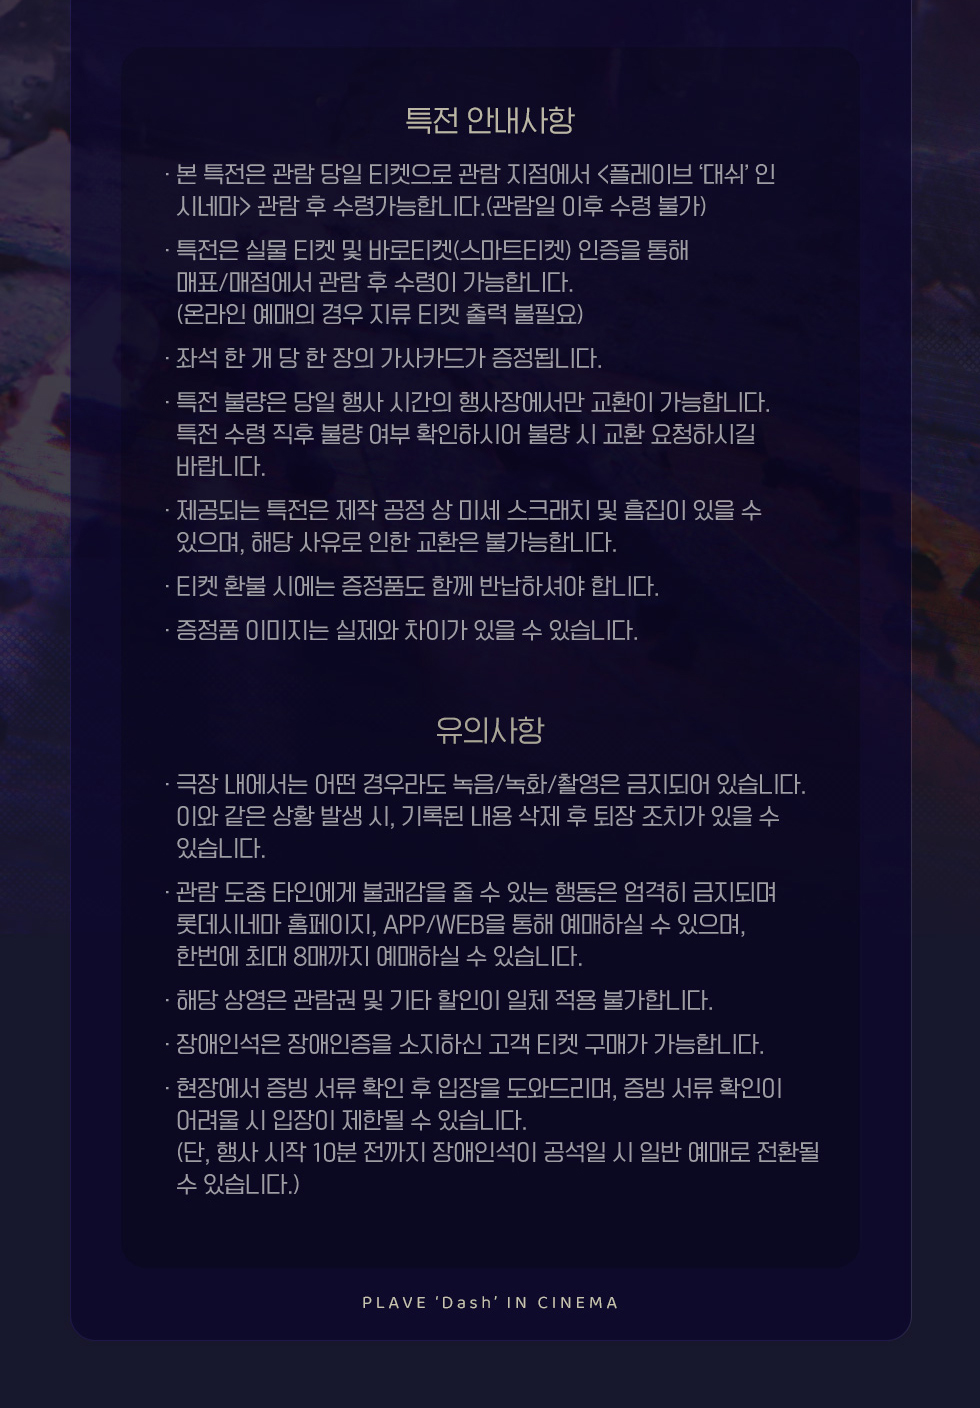 특전 안내사항
· 본 특전은 관람 당일 티켓으로 관람 지점에서 <플레이브 ‘대쉬’ 인
시네마> 관람 후 수령가능합니다.(관람일 이후 수령 불가)
· 특전은 실물 티켓 및 바로티켓(스마트티켓) 인증을 통해
매표/매점에서 관람 후 수령이 가능합니다.
(온라인 예매의 경우 지류 티켓 출력 불필요)
· 좌석 한 개 당 한 장의 가사카드가 증정됩니다.
· 특전 불량은 당일 행사 시간의 행사장에서만 교환이 가능합니다.
특전 수령 직후 불량 여부 확인하시어 불량 시 교환 요청하시길
바랍니다.
· 제공되는 특전은 제작 공정 상 미세 스크래치 및 흠집이 있을 수
있으며, 해당 사유로 인한 교환은 불가능합니다.
· 티켓 환불 시에는 증정품도 함께 반납하셔야 합니다.
· 증정품 이미지는 실제와 차이가 있을 수 있습니다.
유의사항
· 극장 내에서는 어떤 경우라도 녹음/녹화/촬영은 금지되어 있습니다.
이와 같은 상황 발생 시, 기록된 내용 삭제 후 퇴장 조치가 있을 수
있습니다.
· 관람 도중 타인에게 불쾌감을 줄 수 있는 행동은 엄격히 금지되며
롯데시네마 홈페이지, APP/WEB을 통해 예매하실 수 있으며,
한번에 최대 8매까지 예매하실 수 있습니다.
· 해당 상영은 관람권 및 기타 할인이 일체 적용 불가합니다.
· 장애인석은 장애인증을 소지하신 고객 티켓 구매가 가능합니다.
· 현장에서 증빙 서류 확인 후 입장을 도와드리며, 증빙 서류 확인이
어려울 시 입장이 제한될 수 있습니다.
(단, 행사 시작 10분 전까지 장애인석이 공석일 시 일반 예매로 전환될
수 있습니다.)
PLAVE ‘Dash’ IN CINEMA